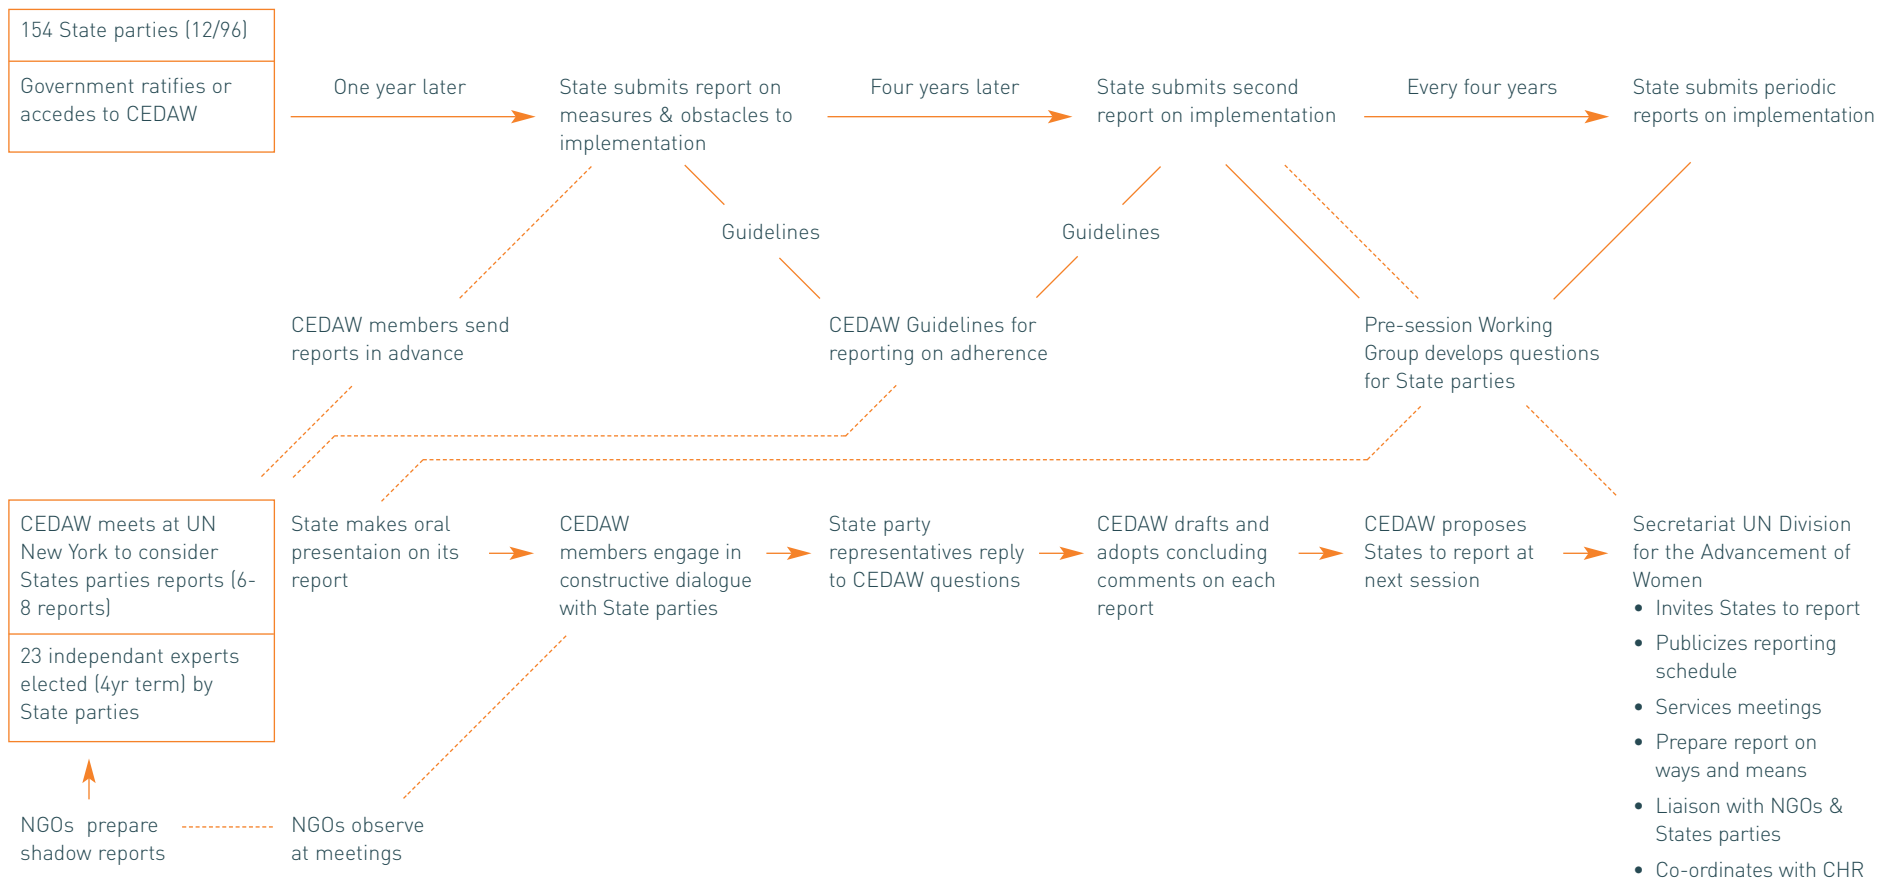 154 State parties (12/96)
Government ratifies or
accedes to CEDAW
One year later
State submits report on
measures & obstacles to
implementation
Four years later
State submits second
report on implementation
Every four years
State submits periodic
reports on implementation
Guidelines
Guidelines
CEDAW members send
reports in advance
CEDAW Guidelines for
reporting on adherence
Pre-session Working
Group develops questions
for State parties
CEDAW meets at UN
New York to consider
States parties reports (6-
8 reports)
23 independant experts
elected (4yr term) by
State parties
State makes oral
presentaion on its
report
CEDAW
members engage in
constructive dialogue
with State parties
State party
representatives reply
to CEDAW questions
CEDAW drafts and
adopts concluding
comments on each
report
CEDAW proposes
States to report at
next session
Secretariat UN Division
for the Advancement of
Women
• Invites States to report
• Publicizes reporting
schedule
• Services meetings
• Prepare report on
ways and means
• Liaison with NGOs &
States parties
• Co-ordinates with CHR
NGOs prepare
shadow reports
NGOs observe
at meetings